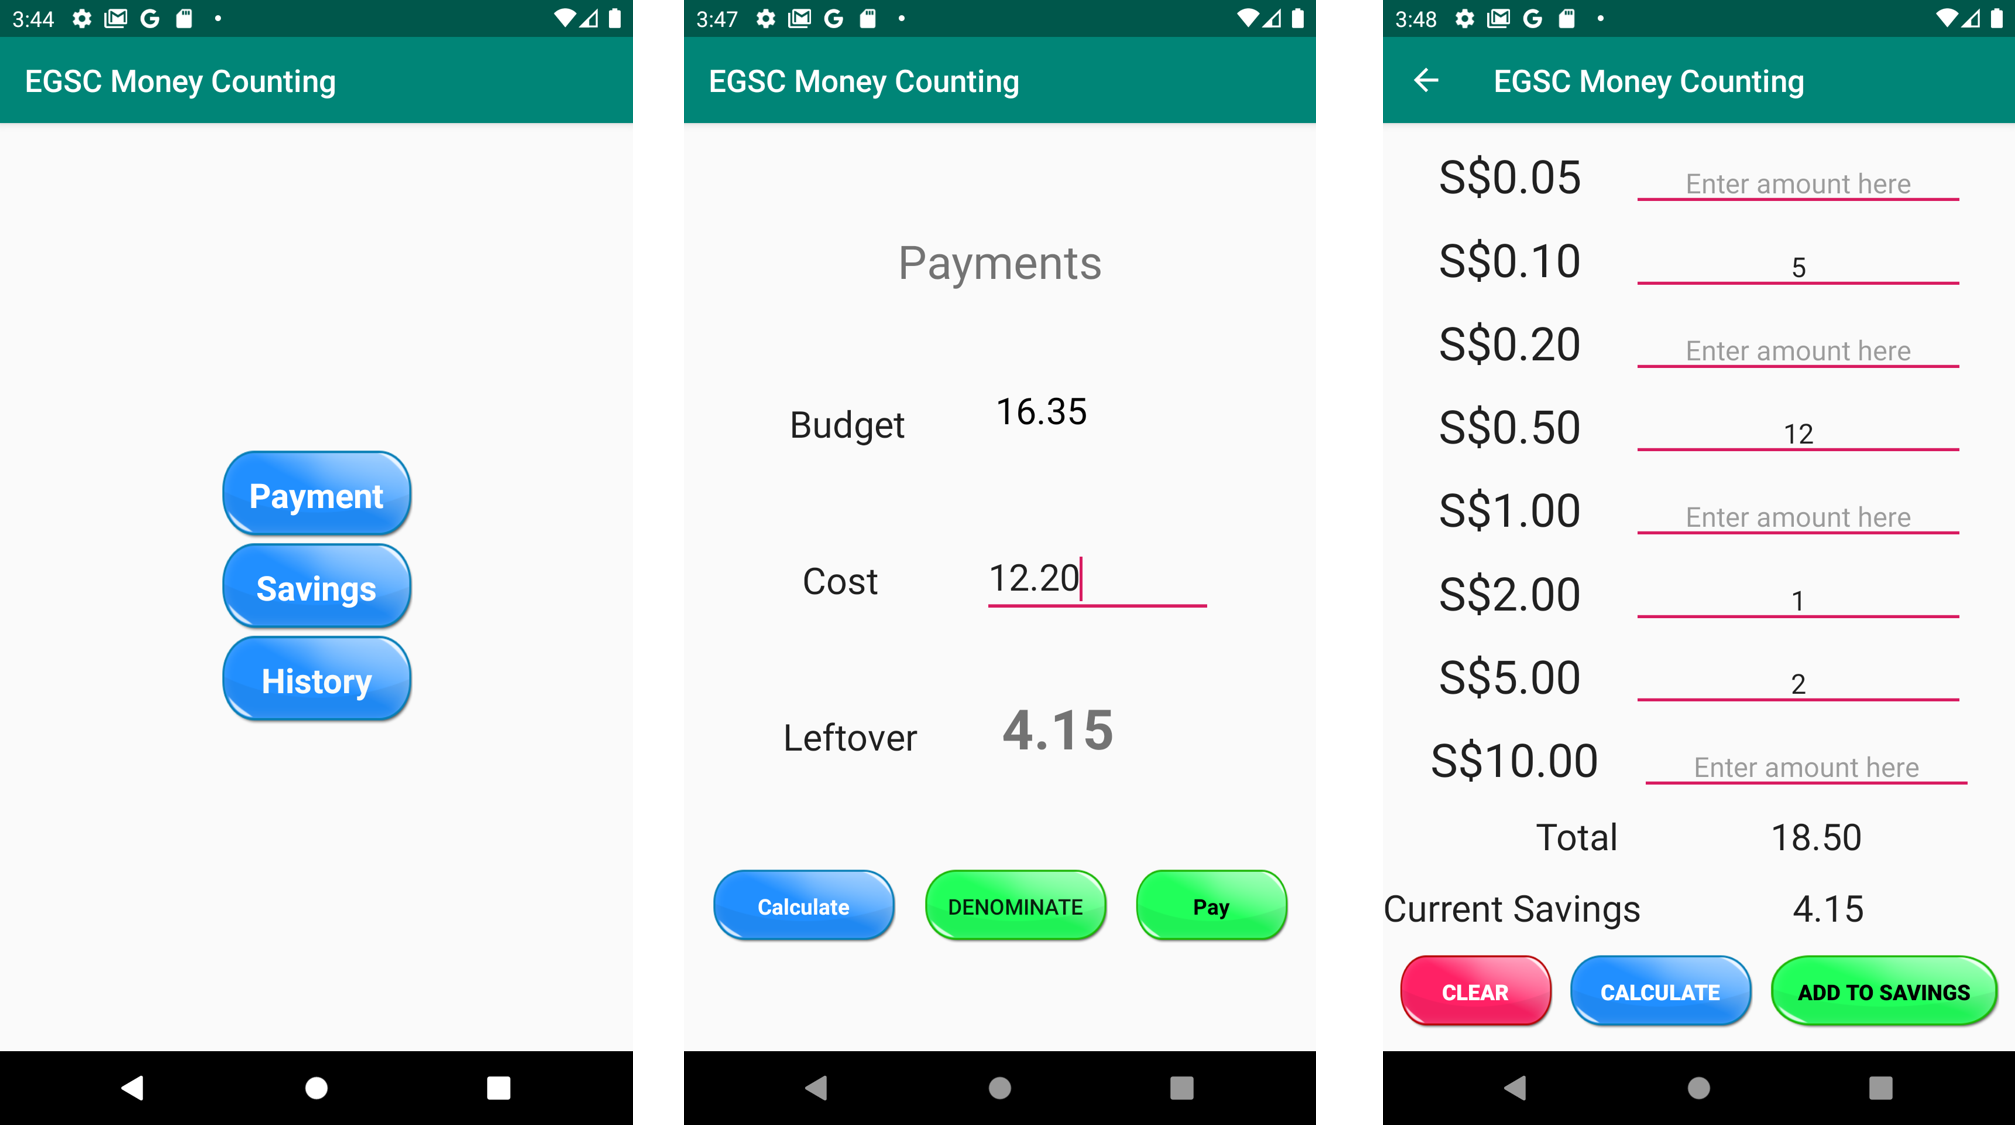 3:44
EGSC Money Counting
Payment
Savings
History
3:47
EGSC Money Counting
Payments
Budget 16.35
Cost 12.20
Leftover 4.15
Calculate DENOMINATE Pay
3:48
EGSC Money Counting
S$0.05 Enter amount here
S$0.10 5
S$0.20 Enter amount here
S$0.50 12
S$1.00 Enter amount here
S$2.00 1
S$5.00 2
S$10.00 Enter amount here
Total 18.50
Current Savings 4.15
CLEAR CALCULATE ADD TO SAVINGS